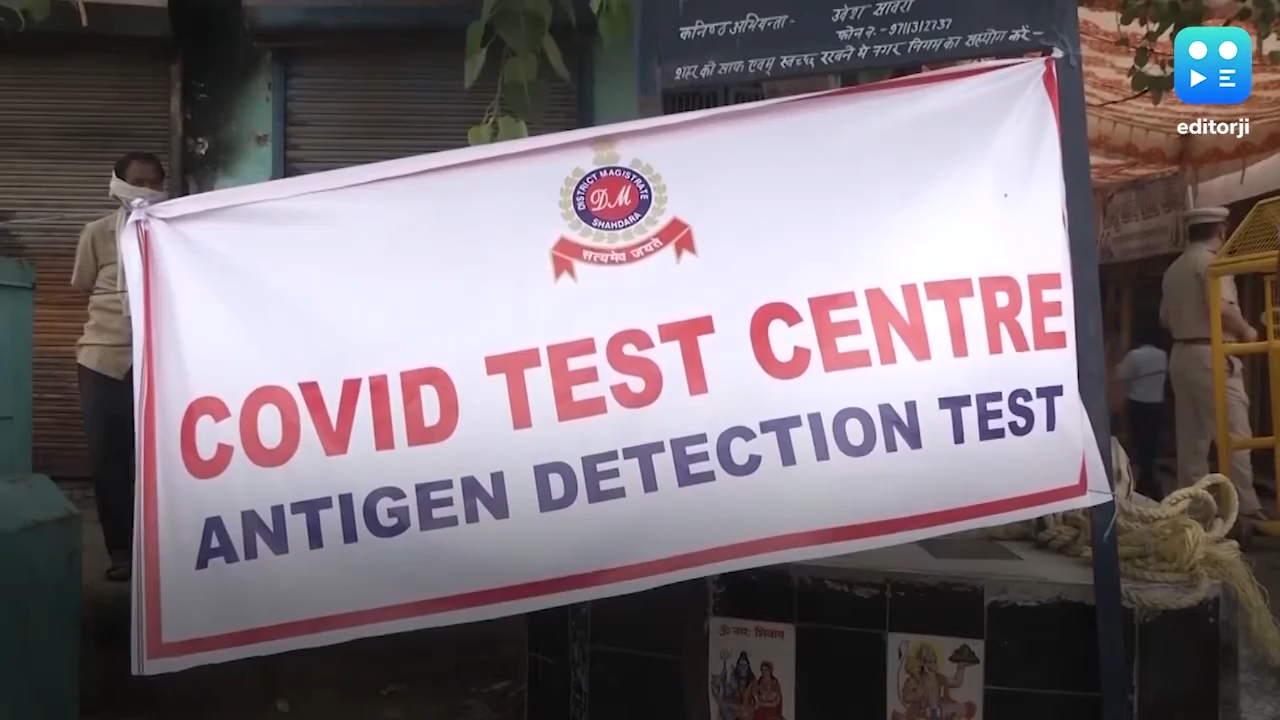 कनिष्ठ अभियन्ता - उमेश सावरा
फोन नं. - 9711312737
शहर को साफ एवम् स्वच्छ रखने मे नगर निगम का सहयोग करें -
editorji
DISTRICT MAGISTRATE
DM
SHAHDARA
सत्यमेव जयते
COVID TEST CENTRE
ANTIGEN DETECTION TEST
ॐ नमः शिवाय